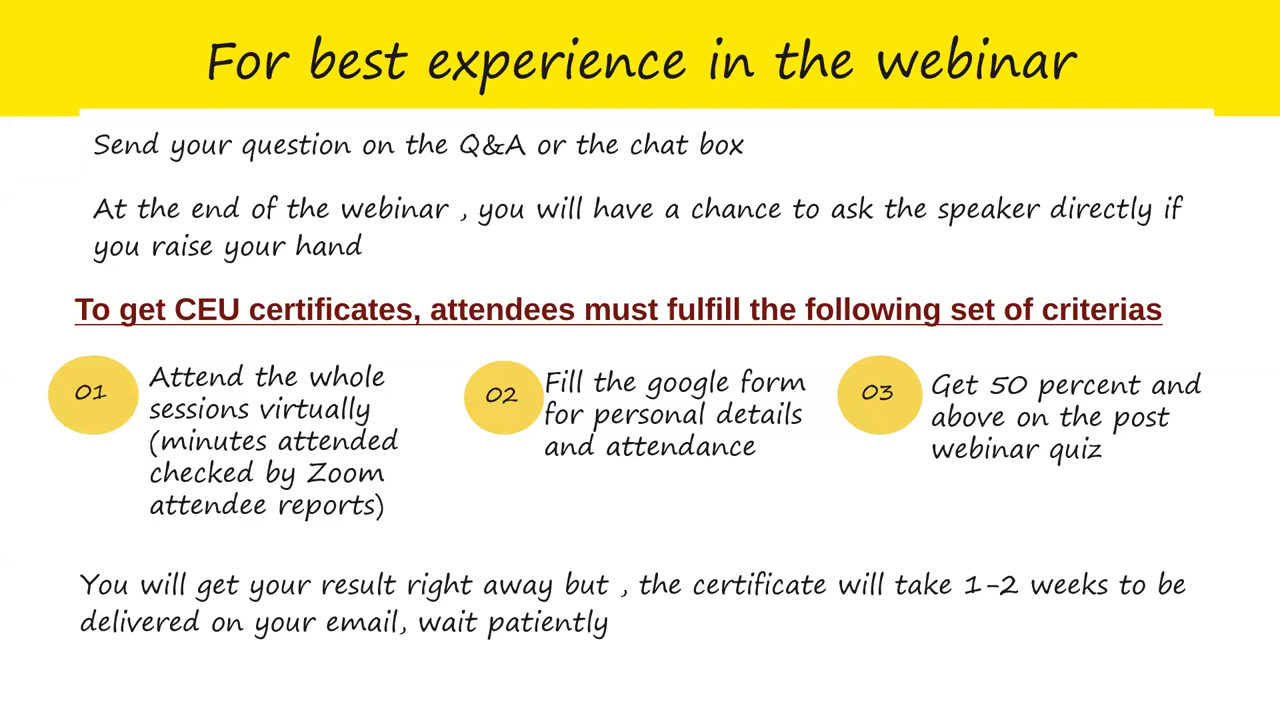 For best experience in the webinar
Send your question on the Q&A or the chat box
At the end of the webinar , you will have a chance to ask the speaker directly if
you raise your hand
To get CEU certificates, attendees must fulfill the following set of criterias
01
Attend the whole
sessions virtually
(minutes attended
checked by Zoom
attendee reports)
02
Fill the google form
for personal details
and attendance
03
Get 50 percent and
above on the post
webinar quiz
You will get your result right away but , the certificate will take 1-2 weeks to be
delivered on your email, wait patiently